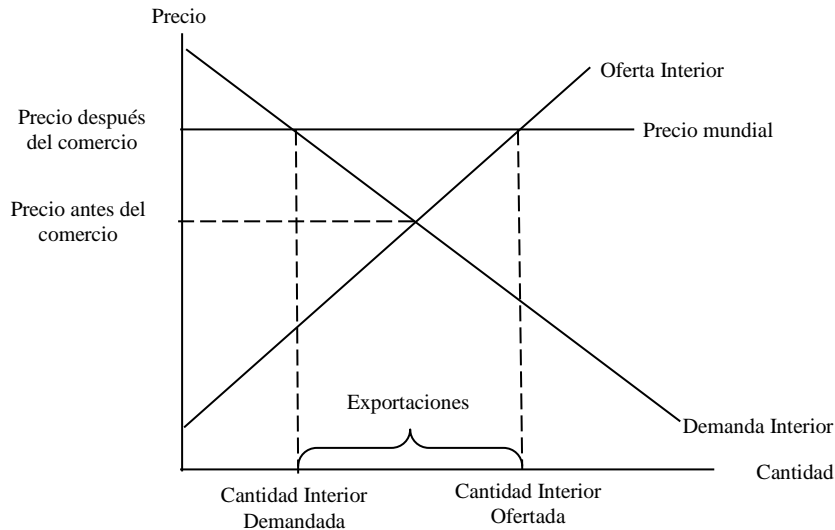 Precio
Oferta Interior
Precio después
del comercio
Precio mundial
Precio antes del
comercio
Exportaciones
Demanda Interior
Cantidad
Cantidad Interior
Demandada
Cantidad Interior
Ofertada